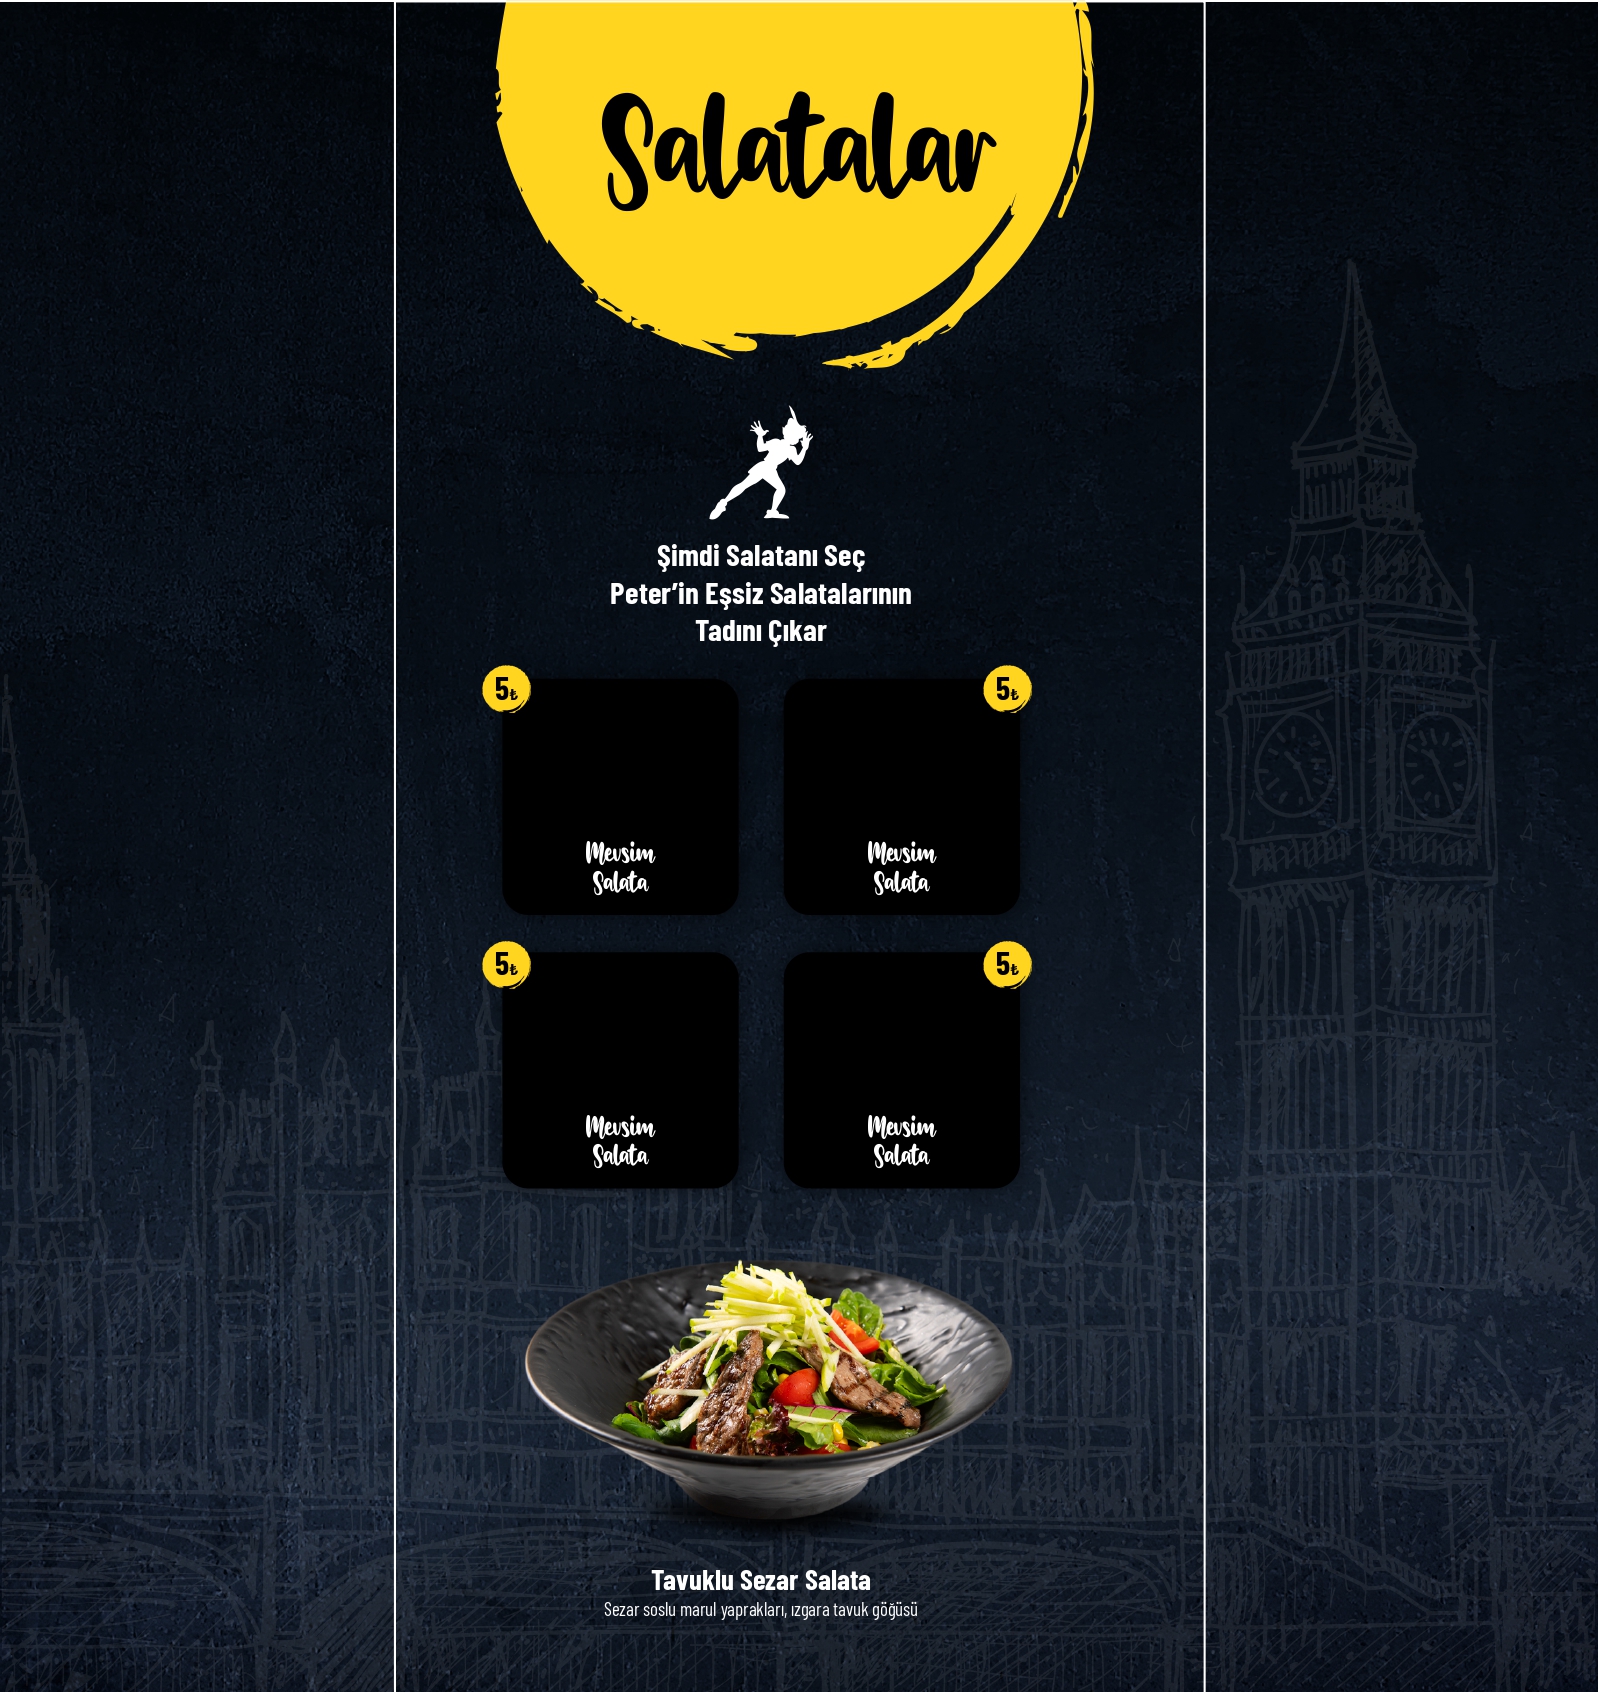 Salatalar
Şimdi Salatanı Seç
Peter’in Eşsiz Salatalarının
Tadını Çıkar
5₺
5₺
Mevsim
Salata
Mevsim
Salata
5₺
5₺
Mevsim
Salata
Mevsim
Salata
Tavuklu Sezar Salata
Sezar soslu marul yaprakları, ızgara tavuk göğüsü